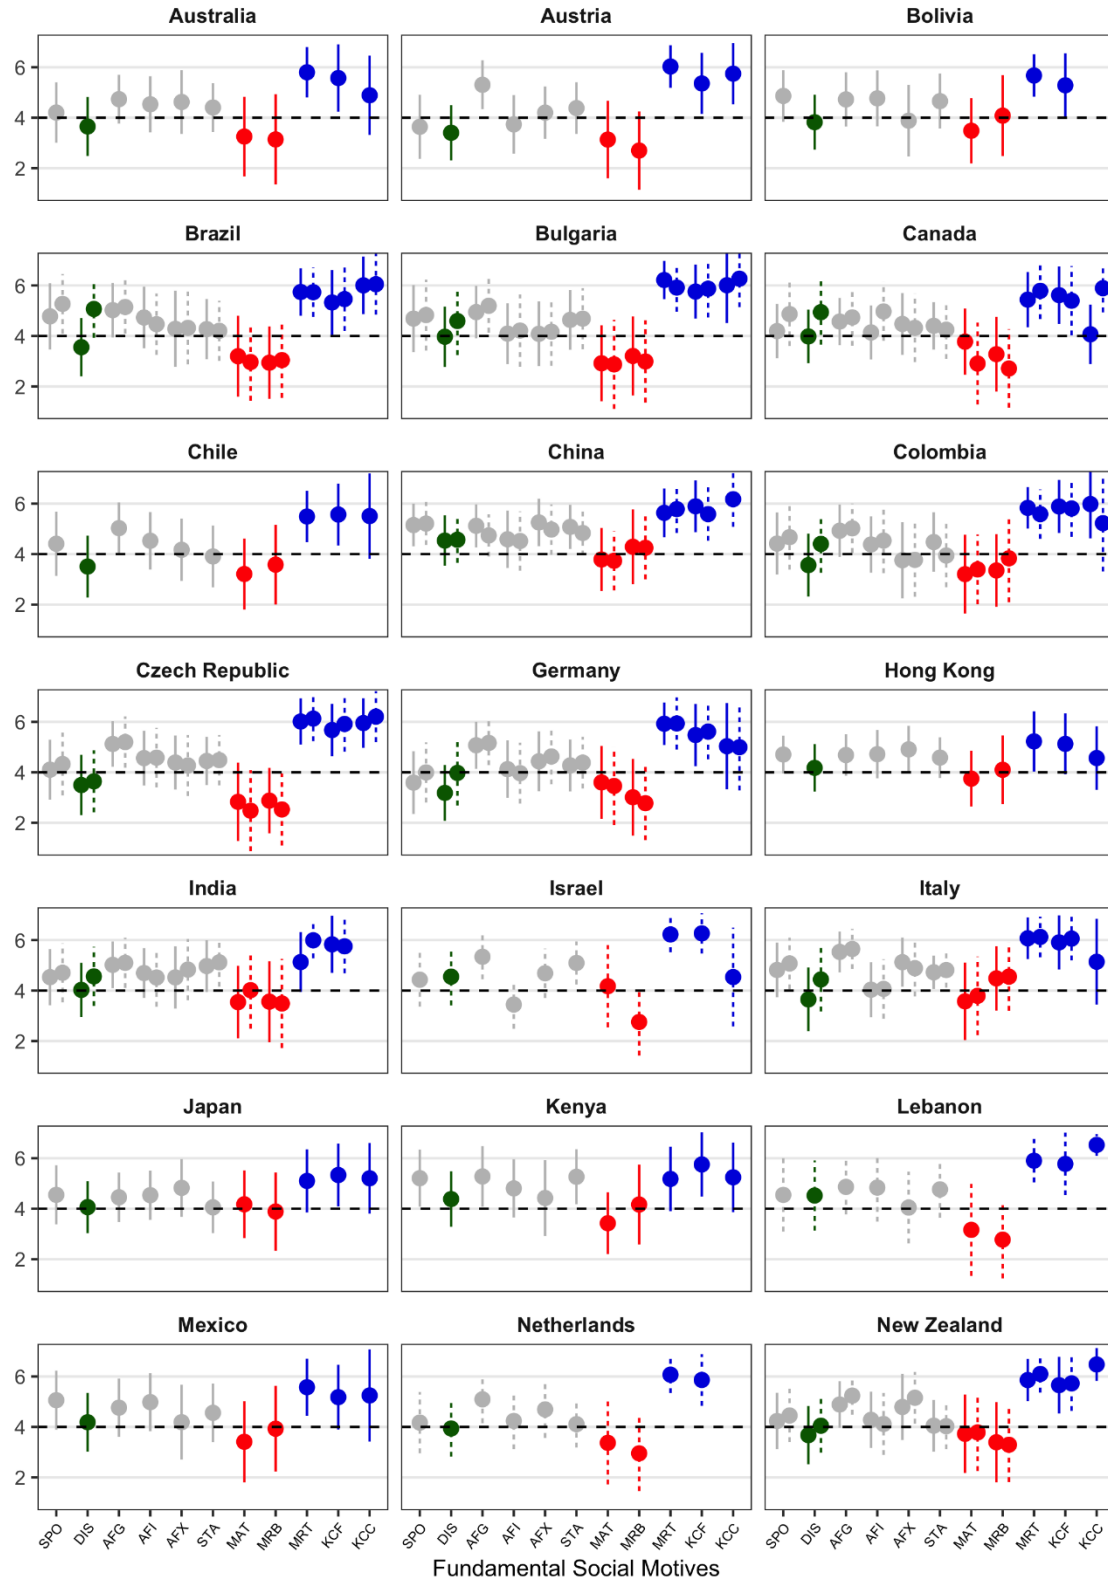 Australia Austria Bolivia
6
4
2
Brazil Bulgaria Canada
6
4
2
Chile China Colombia
6
4
2
Czech Republic Germany Hong Kong
6
4
2
India Israel Italy
6
4
2
Japan Kenya Lebanon
6
4
2
Mexico Netherlands New Zealand
6
4
2
SPO DIS AFG AFI AFX STA MAT MRB MRT KCF KCC SPO DIS AFG AFI AFX STA MAT MRB MRT KCF KCC SPO DIS AFG AFI AFX STA MAT MRB MRT KCF KCC
Fundamental Social Motives